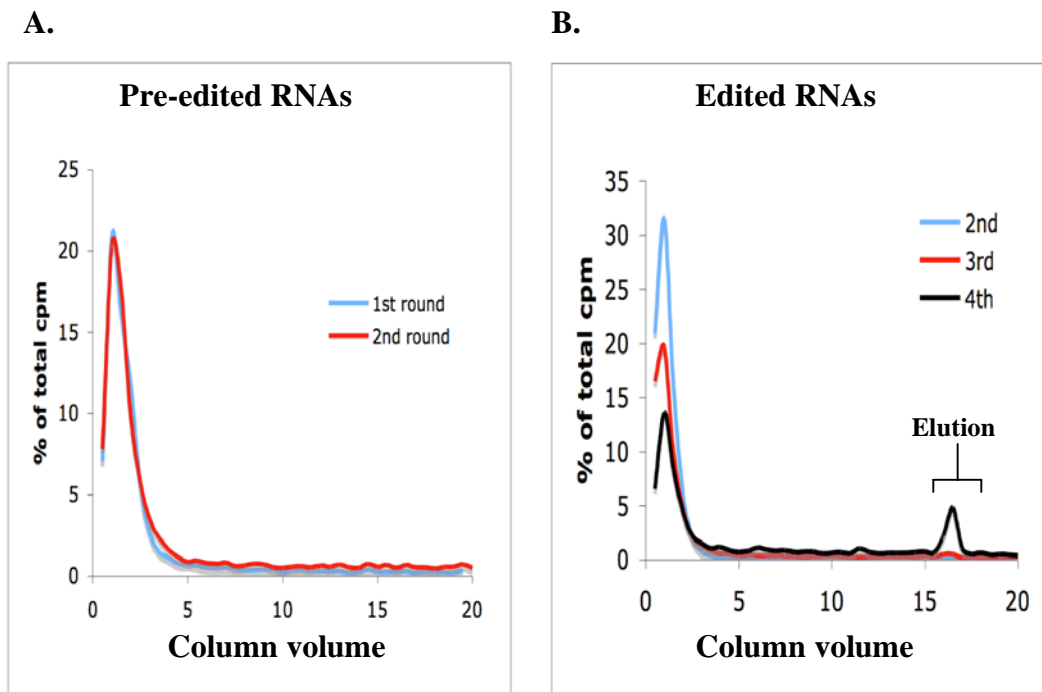 A.
Pre-edited RNAs
% of total cpm
25
20
15
10
5
0
0 5 10 15 20
1st round
2nd round
Column volume
B.
Edited RNAs
% of total cpm
35
30
25
20
15
10
5
0
0 5 10 15 20
2nd
3rd
4th
Elution
Column volume